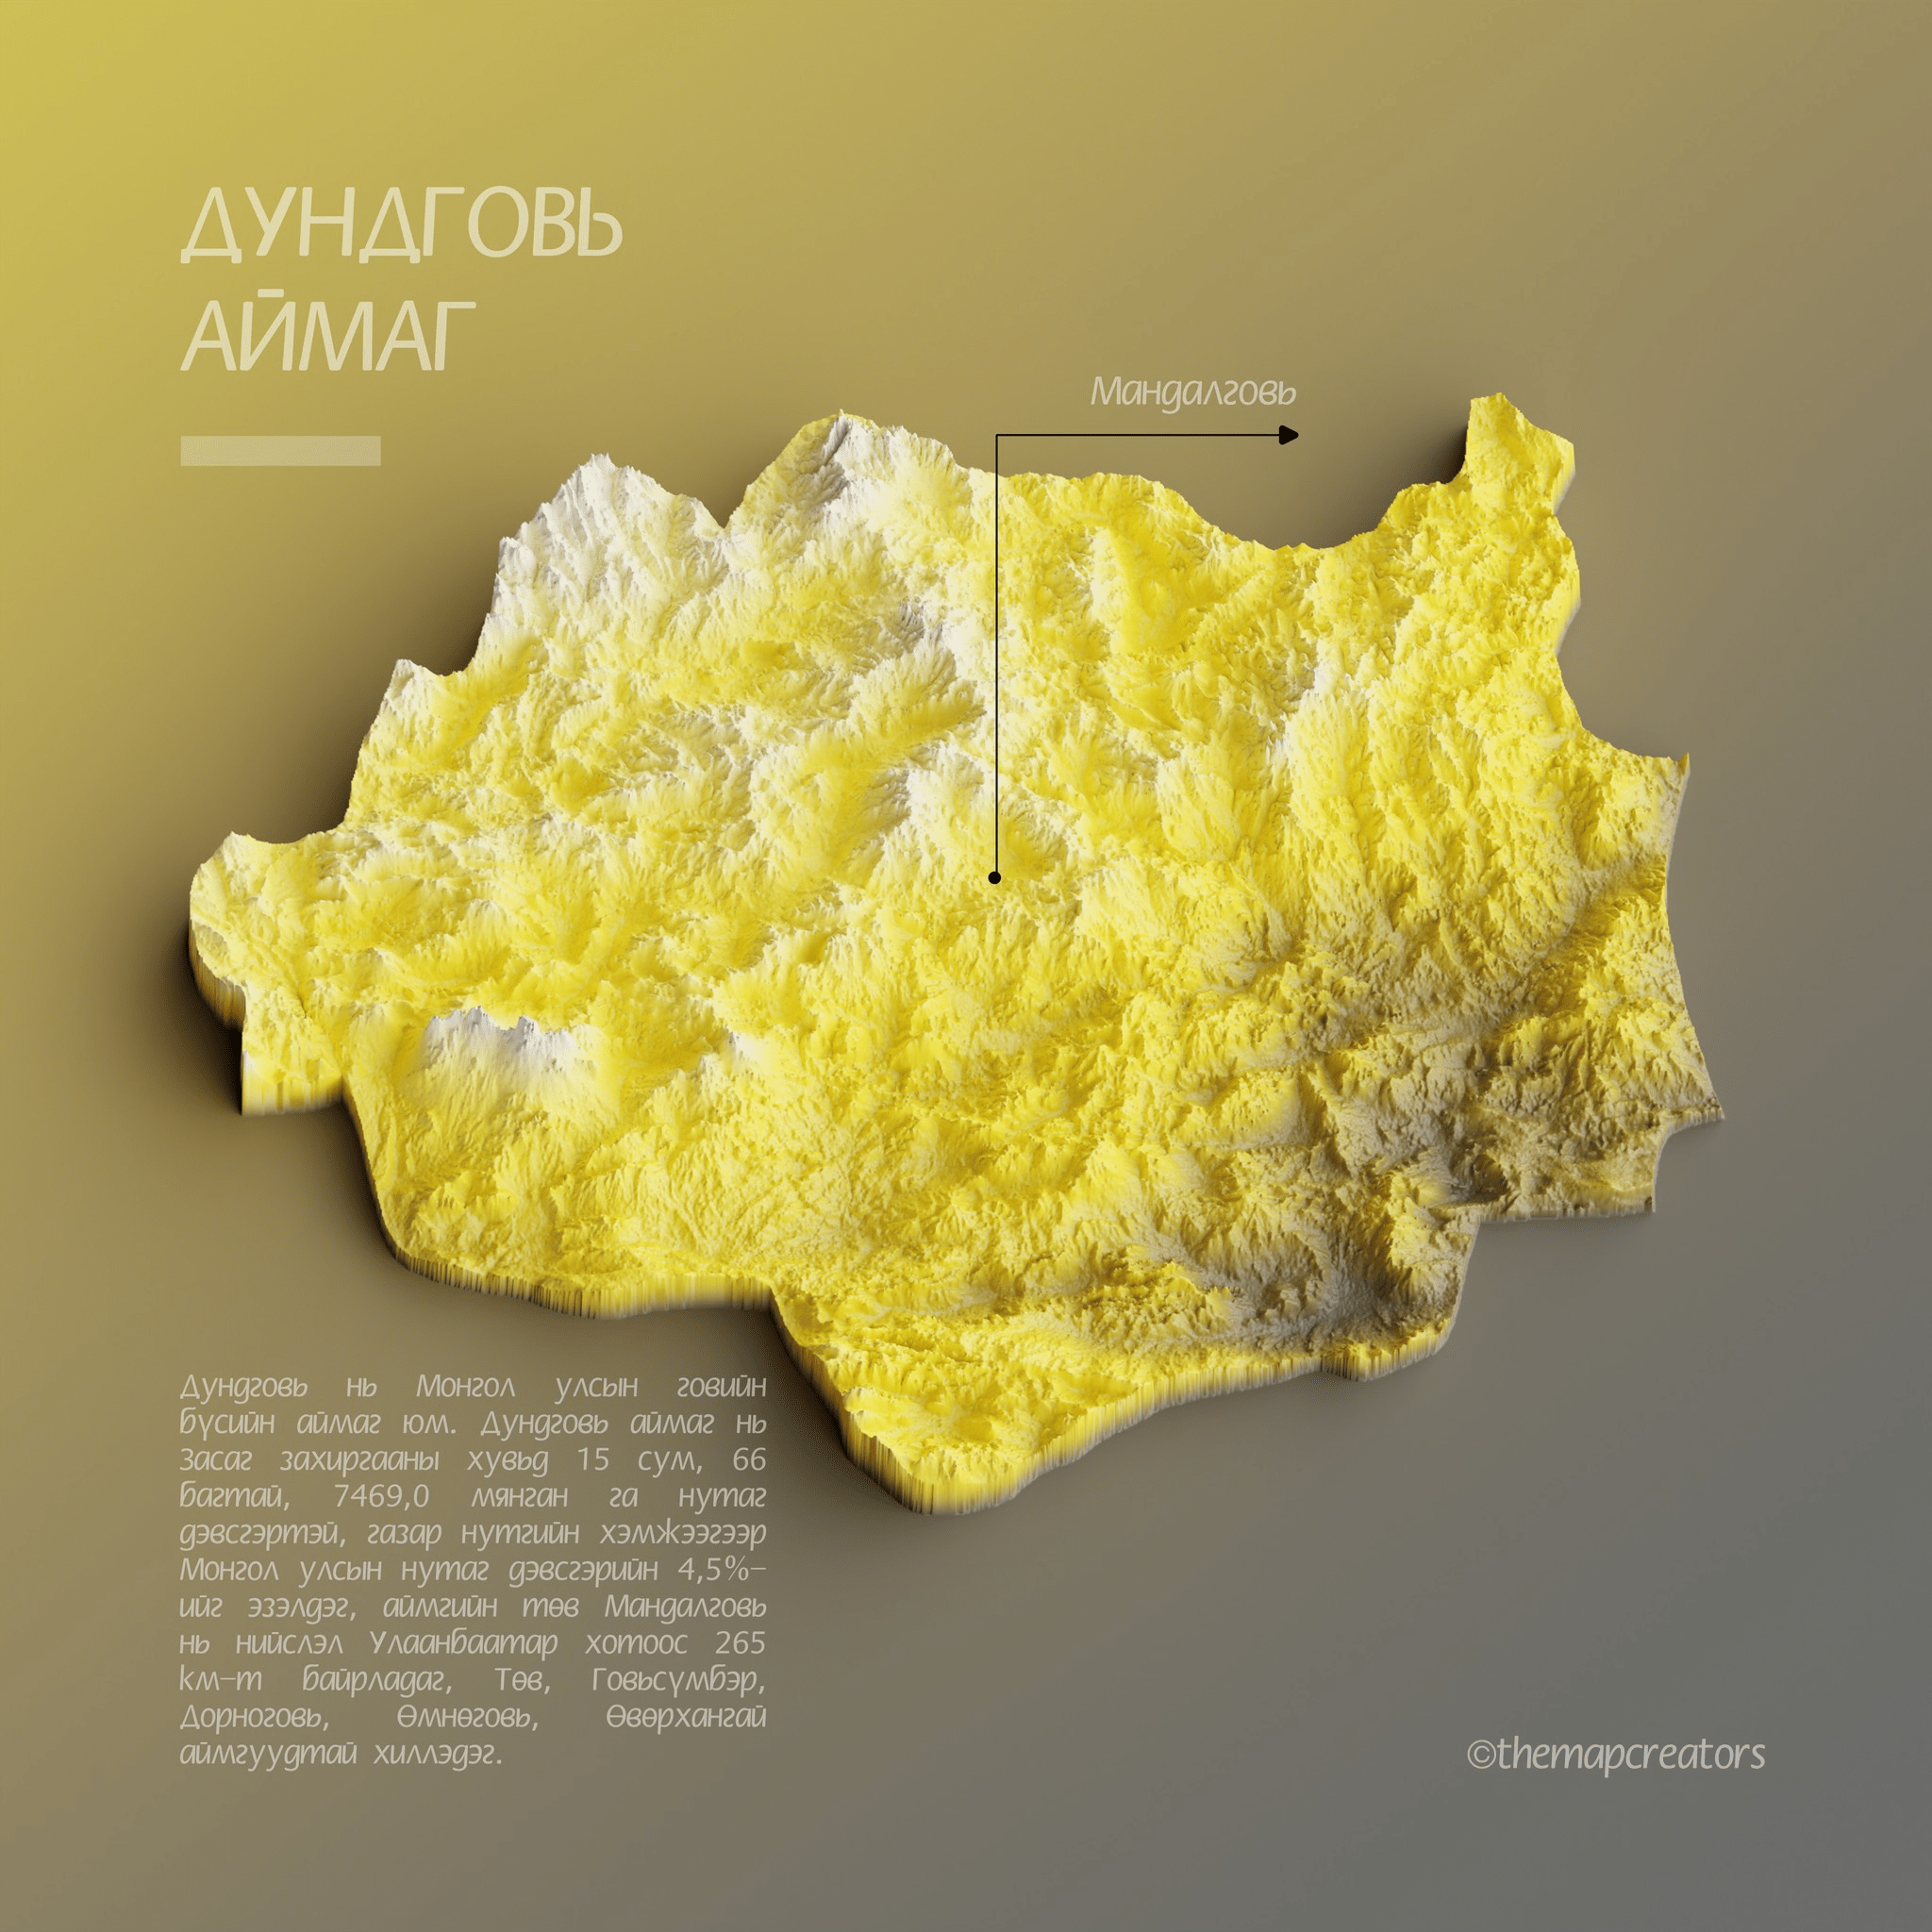 ДУНДГОВЬ
АЙМАГ
Мандалговь
Дундговь нь Монгол улсын говийн
бүсийн аймаг юм. Дундговь аймаг нь
Засаг захиргааны хувьд 15 сум, 66
багтай, 7469,0 мянган га нутаг
дэвсгэртэй, газар нутгийн хэмжээгээр
Монгол улсын нутаг дэвсгэрийн 4,5%-
ийг эзэлдэг, аймгийн төв Мандалговь
нь нийслэл Улаанбаатар хотоос 265
км-т байрладаг, Төв, Говьсүмбэр,
Дорноговь, Өмнөговь, Өвөрхангай
аймгуудтай хиллэдэг.
©themapcreators